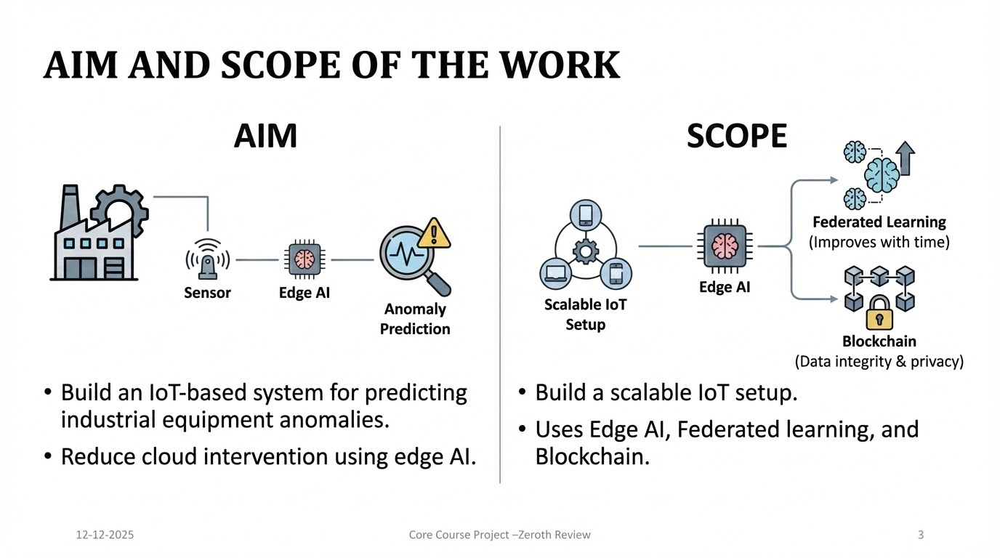 AIM AND SCOPE OF THE WORK
AIM
Sensor
Edge AI
Anomaly
Prediction
• Build an IoT-based system for predicting
industrial equipment anomalies.
• Reduce cloud intervention using edge AI.
SCOPE
Scalable IoT
Setup
Edge AI
Federated Learning
(Improves with time)
Blockchain
(Data integrity & privacy)
• Build a scalable IoT setup.
• Uses Edge AI, Federated learning, and
Blockchain.
12-12-2025
Core Course Project –Zeroth Review
3